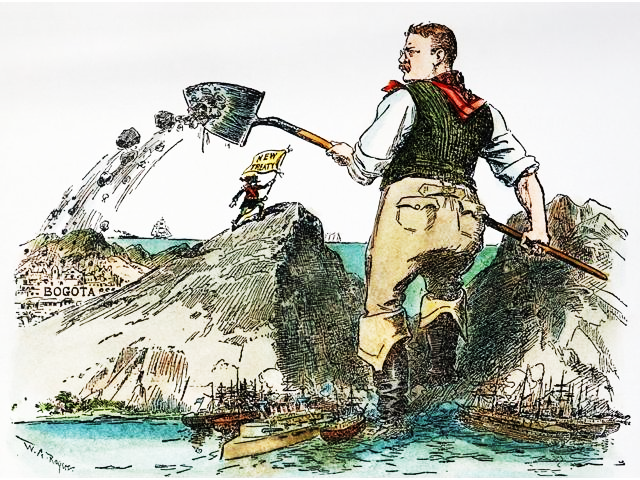 NEW
TREATY
BOGOTA
W. A. Rogers.